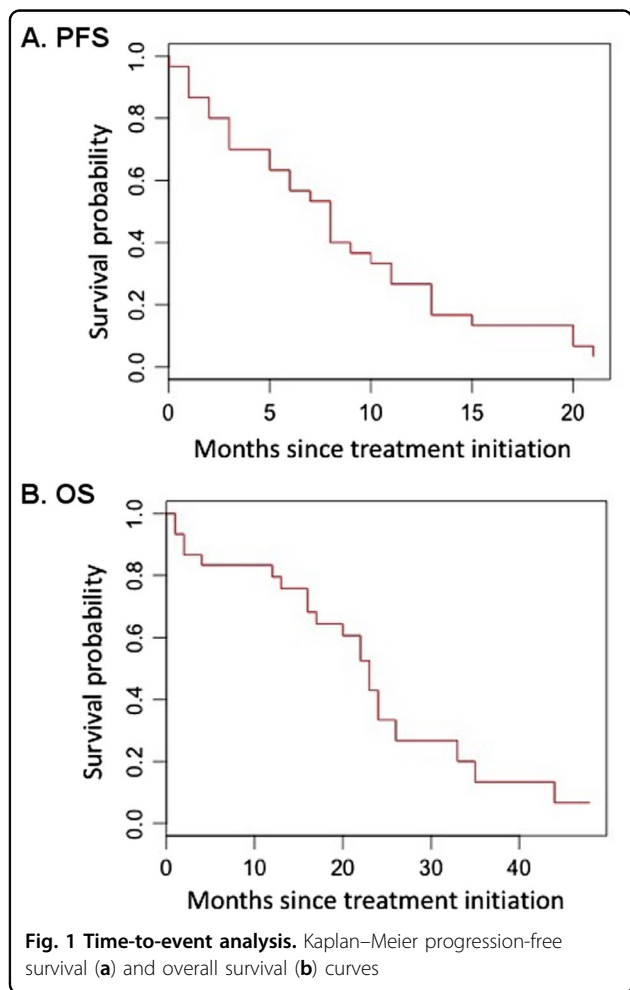 A. PFS
Survival probability
1.0
0.8
0.6
0.4
0.2
0.0
0 5 10 15 20
Months since treatment initiation
B. OS
Survival probability
1.0
0.8
0.6
0.4
0.2
0.0
0 10 20 30 40
Months since treatment initiation
Fig. 1 Time-to-event analysis. Kaplan–Meier progression-free
survival (a) and overall survival (b) curves